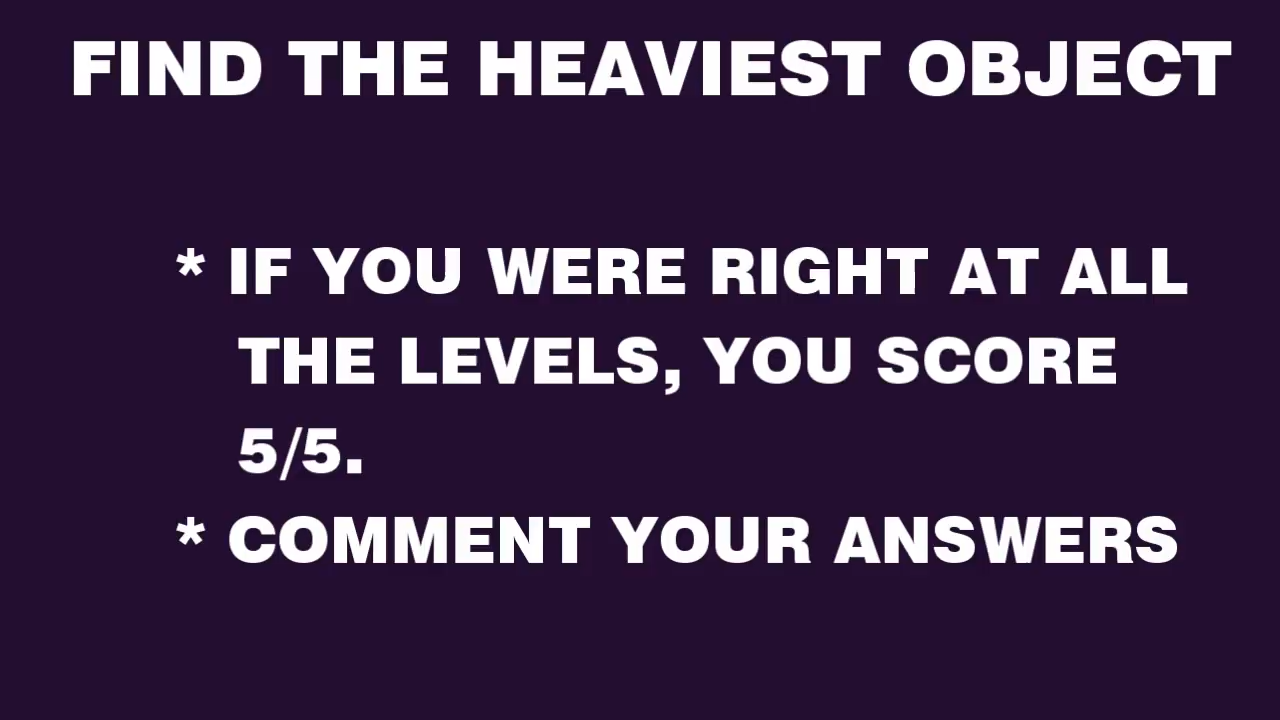 FIND THE HEAVIEST OBJECT
* IF YOU WERE RIGHT AT ALL
THE LEVELS, YOU SCORE
5/5.
* COMMENT YOUR ANSWERS